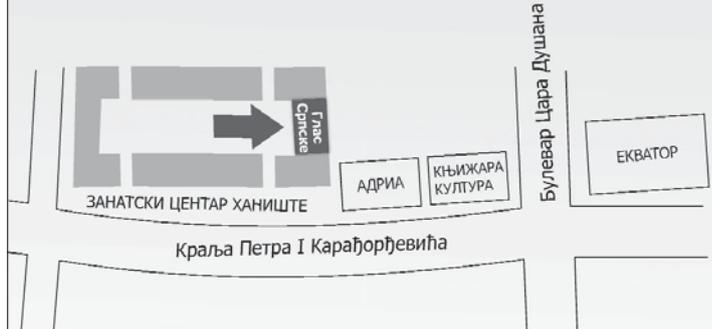 Булевар Цара Душана
Глас
Српске
ЕКВАТОР
АДРИА
КЊИЖАРА
КУЛТУРА
ЗАНАТСКИ ЦЕНТАР ХАНИШТЕ
Краља Петра I Карађорђевића